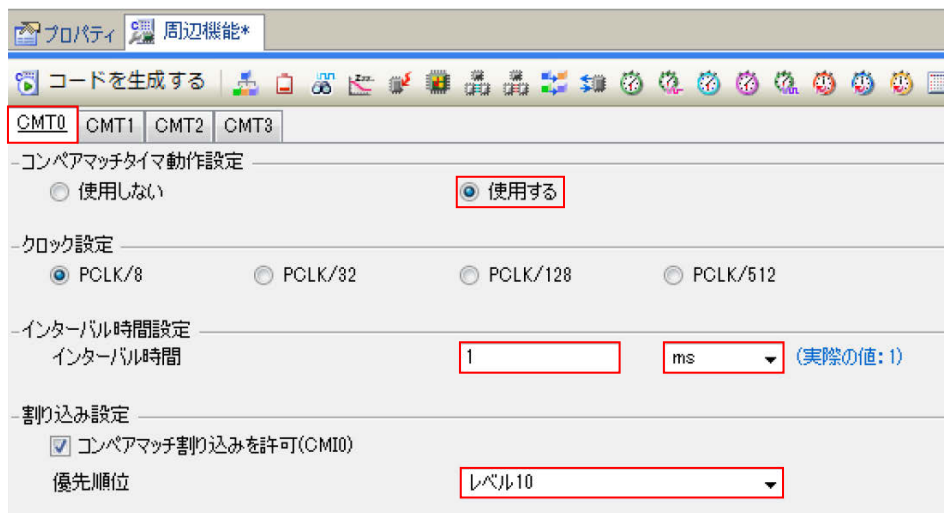 プロパティ 周辺機能*
コードを生成する
CMT0 CMT1 CMT2 CMT3
コンペアマッチタイマ動作設定
使用しない 使用する
クロック設定
PCLK/8 PCLK/32 PCLK/128 PCLK/512
インターバル時間設定
インターバル時間 1 ms (実際の値: 1)
割り込み設定
コンペアマッチ割り込みを許可(CMI0)
優先順位 レベル10